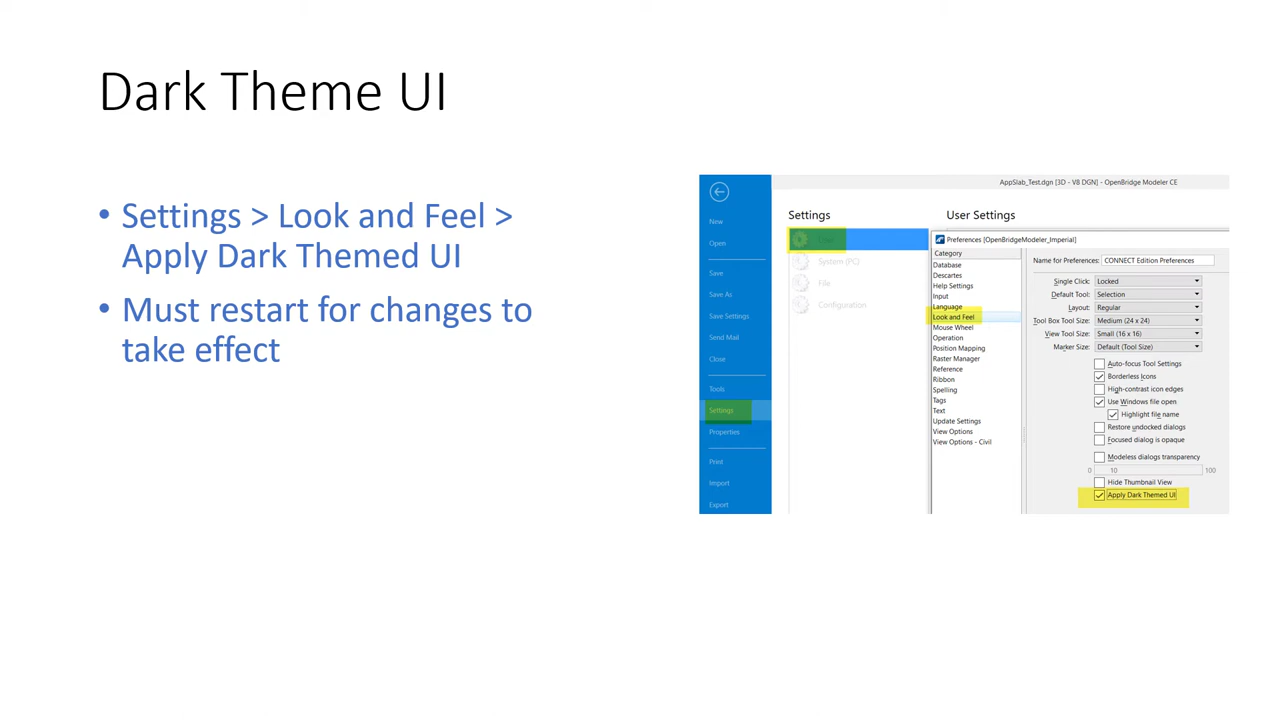 Dark Theme UI
• Settings > Look and Feel >
Apply Dark Themed UI
• Must restart for changes to
take effect
AppSlab_Test.dgn [3D - V8 DGN] - OpenBridge Modeler CE
New
Open
Save
Save As
Save Settings
Send Mail
Close
Tools
Settings
Properties
Print
Import
Export
Settings
System (PC)
File
Configuration
User Settings
Preferences [OpenBridgeModeler_Imperial]
Category
Database
Descartes
Help Settings
Input
Language
Look and Feel
Mouse Wheel
Operation
Position Mapping
Raster Manager
Reference
Ribbon
Spelling
Tags
Text
Update Settings
View Options
View Options - Civil
Name for Preferences: CONNECT Edition Preferences
Single Click: Locked
Default Tool: Selection
Layout: Regular
Tool Box Tool Size: Medium (24 x 24)
View Tool Size: Small (16 x 16)
Marker Size: Default (Tool Size)
Auto-focus Tool Settings
Borderless Icons
High-contrast icon edges
Use Windows file open
Highlight file name
Restore undocked dialogs
Focused dialog is opaque
Modeless dialogs transparency
0 10 100
Hide Thumbnail View
Apply Dark Themed UI